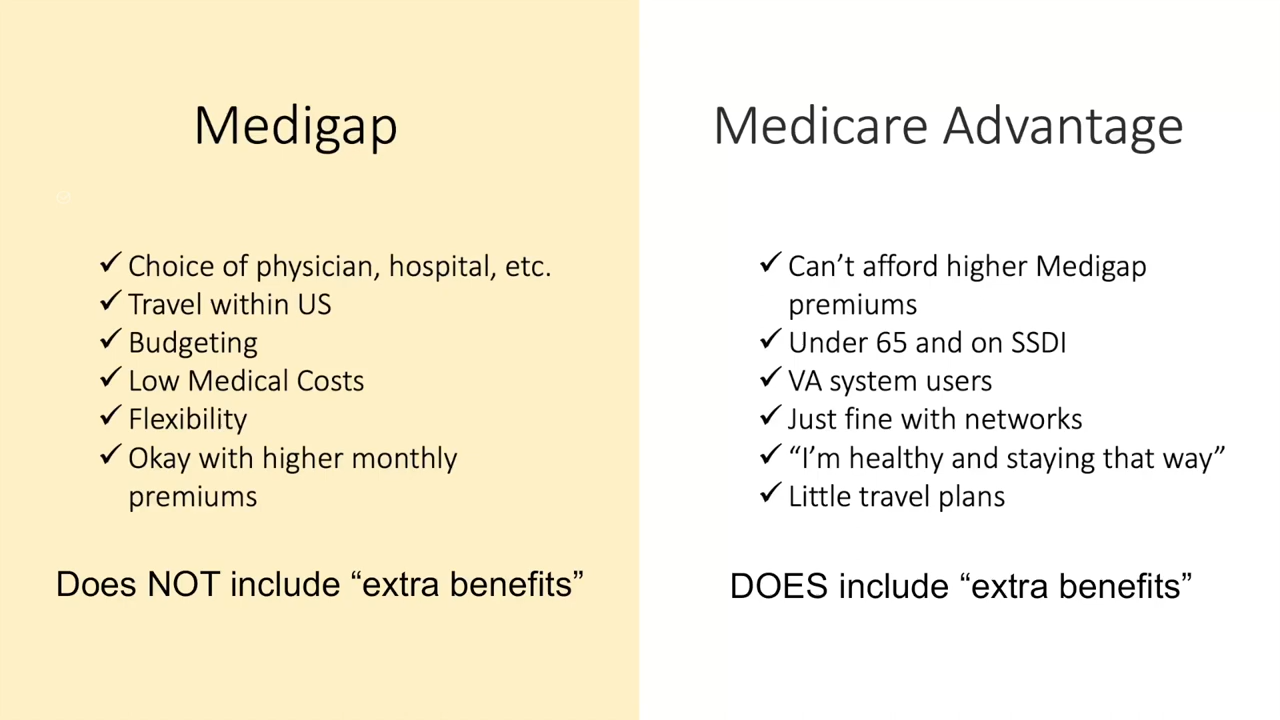 Medigap
✓ Choice of physician, hospital, etc.
✓ Travel within US
✓ Budgeting
✓ Low Medical Costs
✓ Flexibility
✓ Okay with higher monthly
premiums
Does NOT include “extra benefits”
Medicare Advantage
✓ Can’t afford higher Medigap
premiums
✓ Under 65 and on SSDI
✓ VA system users
✓ Just fine with networks
✓ “I’m healthy and staying that way”
✓ Little travel plans
DOES include “extra benefits”